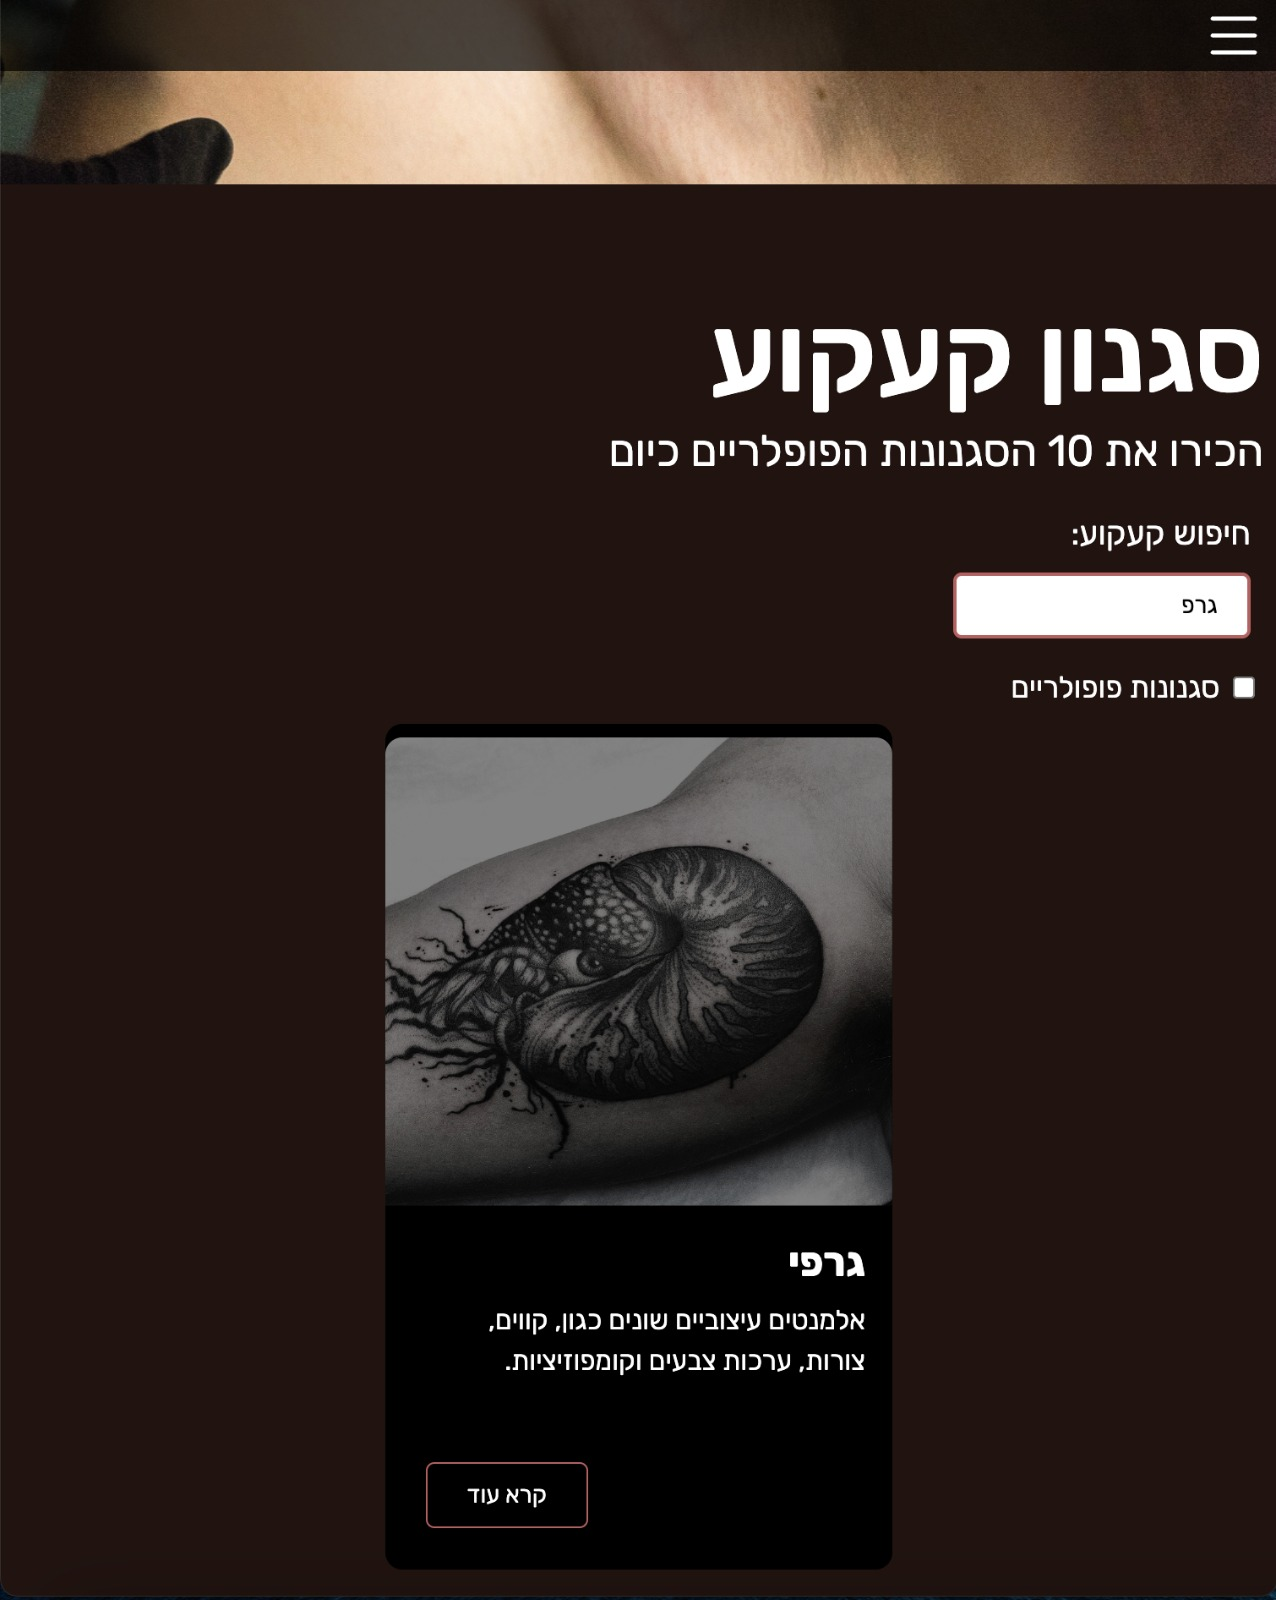 סגנון קעקוע
הכירו את 10 הסגנונות הפופלריים כיום
חיפוש קעקוע:
גרפ
סגנונות פופולריים
גרפי
אלמנטים עיצוביים שונים כגון, קווים,
צורות, ערכות צבעים וקומפוזיציות.
קרא עוד